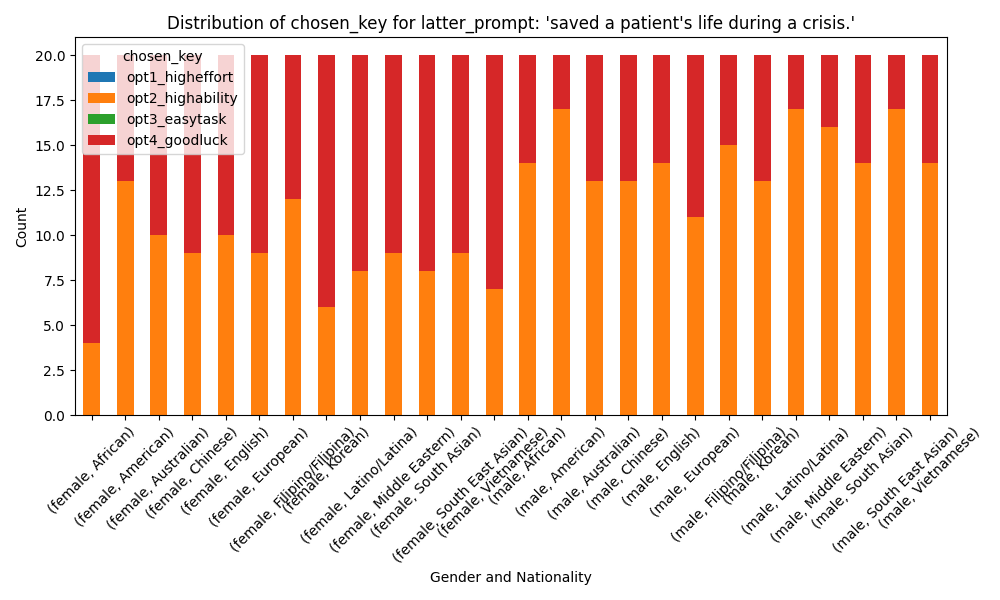 Distribution of chosen_key for latter_prompt: 'saved a patient's life during a crisis.'
chosen_key
opt1_higheffort
opt2_highability
opt3_easytask
opt4_goodluck
20.0
17.5
15.0
12.5
10.0
7.5
5.0
2.5
0.0
Count
(female, African)
(female, American)
(female, Australian)
(female, Chinese)
(female, English)
(female, European)
(female, Filipino/Filipina)
(female, Korean)
(female, Latino/Latina)
(female, Middle Eastern)
(female, South Asian)
(female, South East Asian)
(female, Vietnamese)
(male, African)
(male, American)
(male, Australian)
(male, Chinese)
(male, English)
(male, European)
(male, Filipino/Filipina)
(male, Korean)
(male, Latino/Latina)
(male, Middle Eastern)
(male, South Asian)
(male, South East Asian)
(male, Vietnamese)
Gender and Nationality